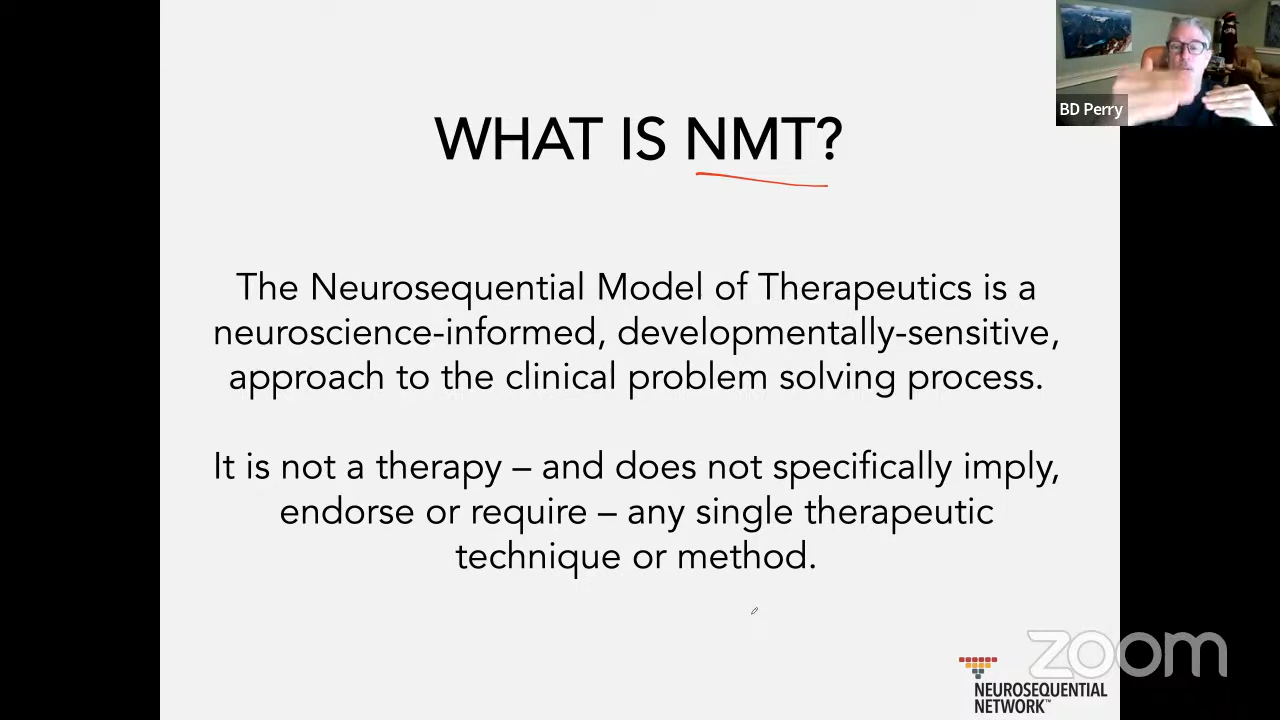 BD Perry
WHAT IS NMT?
The Neurosequential Model of Therapeutics is a
neuroscience-informed, developmentally-sensitive,
approach to the clinical problem solving process.
It is not a therapy – and does not specifically imply,
endorse or require – any single therapeutic
technique or method.
zoom
NEUROSEQUENTIAL
NETWORK™